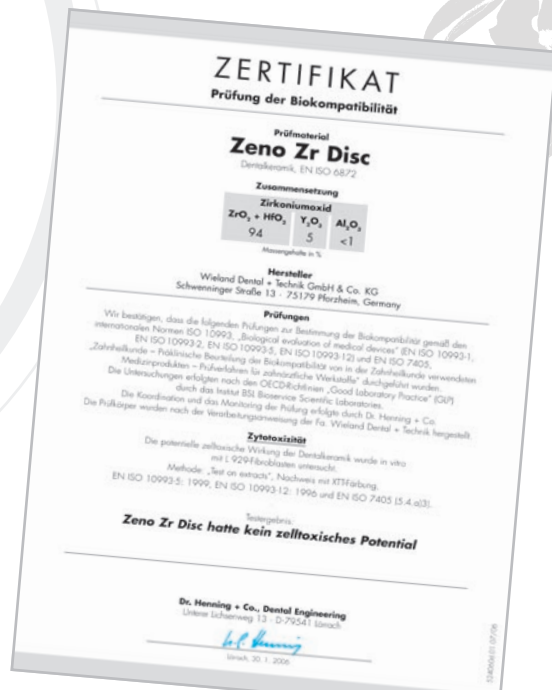 ZERTIFIKAT
Prüfung der Biokompatibilität
Prüfmaterial
Zeno Zr Disc
Dentalkeramik, EN ISO 6872
Zusammensetzung
Zirkoniumoxid
ZrO₂ + HfO₂ Y₂O₃ Al₂O₃
94 5 <1
Massengehalte in %
Hersteller
Wieland Dental + Technik GmbH & Co. KG
Schwenninger Straße 13 - 75179 Pforzheim, Germany
Prüfungen
Wir bestätigen, dass die folgenden Prüfungen zur Bestimmung der Biokompatibilität gemäß den
internationalen Normen ISO 10993, „Biological evaluation of medical devices" (EN ISO 10993-1,
EN ISO 10993-2, EN ISO 10993-5, EN ISO 10993-12) und EN ISO 7405,
„Zahnheilkunde – Präklinische Beurteilung der Biokompatibilität von in der Zahnheilkunde verwendeten
Medizinprodukten – Prüfverfahren für zahnärztliche Werkstoffe" durchgeführt wurden.
Die Untersuchungen erfolgten nach den OECD-Richtlinien „Good Laboratory Practice" (GLP)
durch das Institut BSL Bioservice Scientific Laboratories.
Die Koordination und das Monitoring der Prüfung erfolgte durch Dr. Henning + Co.
Die Prüfkörper wurden nach der Verarbeitungsanweisung der Fa. Wieland Dental + Technik hergestellt.
Zytotoxizität
Die potentielle zelltoxische Wirkung der Dentalkeramik wurde in vitro
mit L 929-Fibroblasten untersucht.
Methode: „Test on extracts", Nachweis mit XTT-Färbung.
EN ISO 10993-5: 1999, EN ISO 10993-12: 1996 und EN ISO 7405 (5.4.a)3).
Testergebnis:
Zeno Zr Disc hatte kein zelltoxisches Potential
Dr. Henning + Co., Dental Engineering
Unterer Lichsenweg 13 - D-79541 Lörrach
Lörrach, 30. 1. 2006